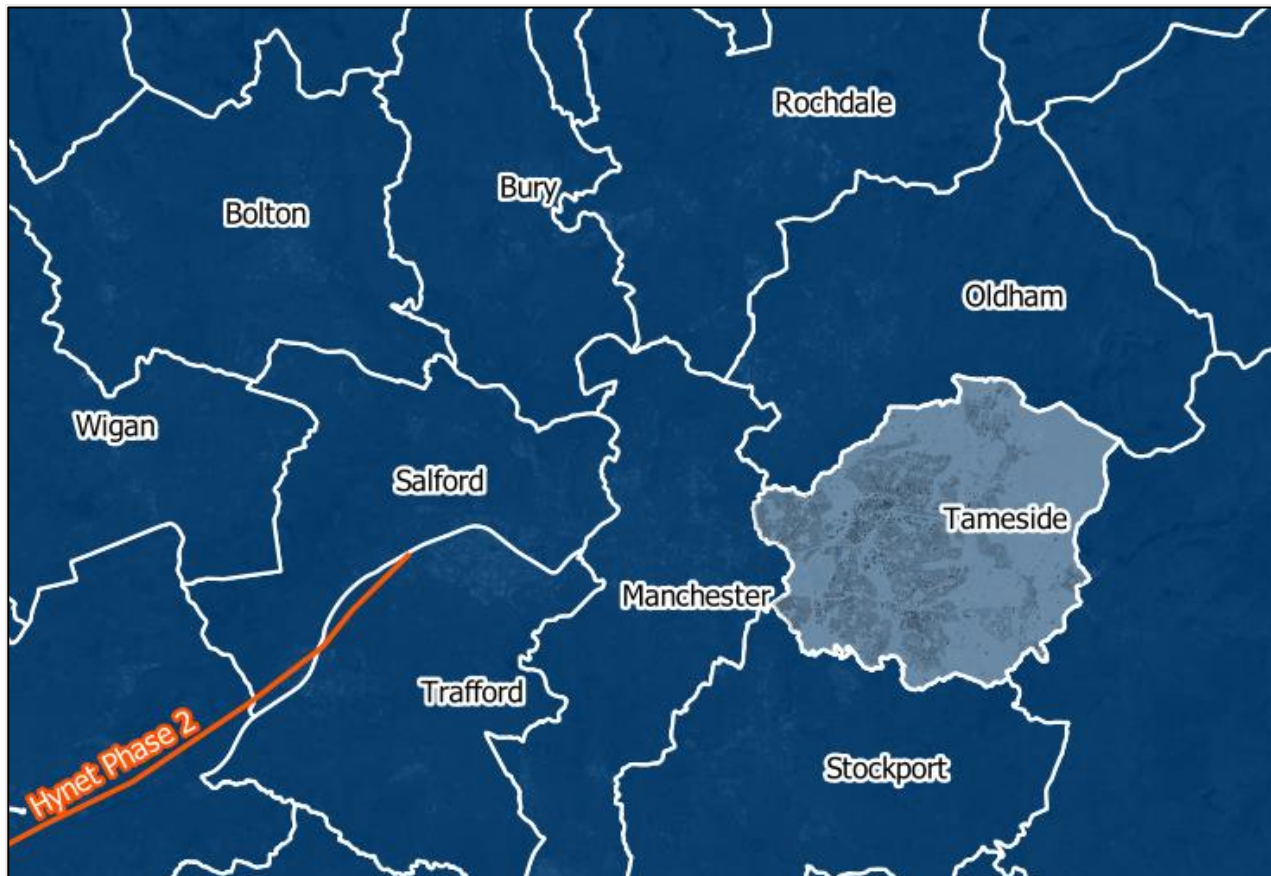 Rochdale
Bury
Bolton
Oldham
Wigan
Salford
Tameside
Manchester
Trafford
Hynet Phase 2
Stockport